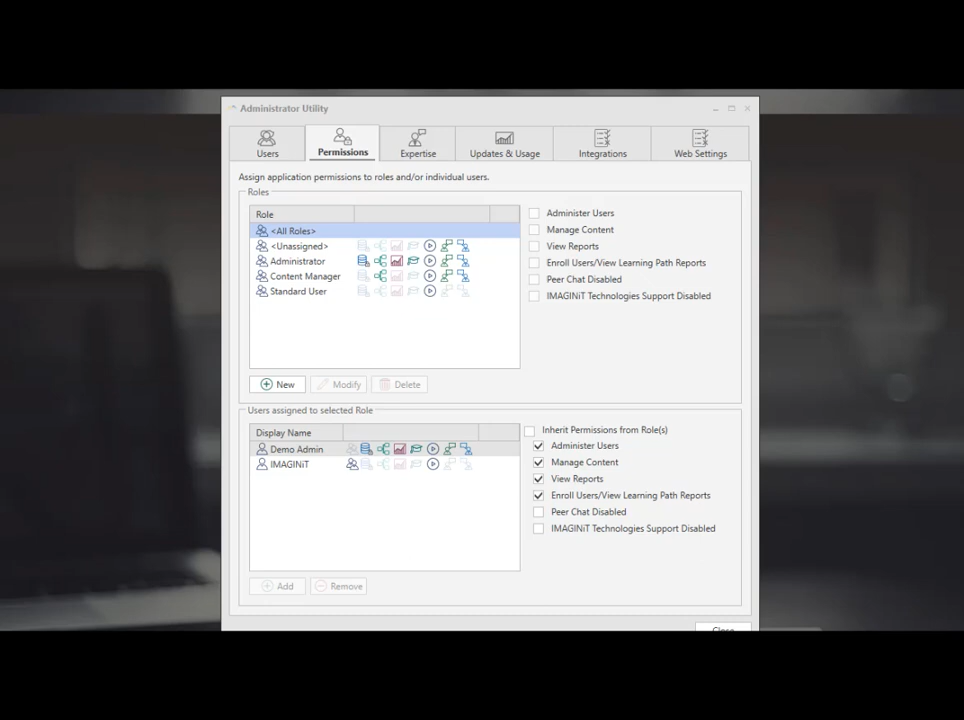 Administrator Utility
Users
Permissions
Expertise
Updates & Usage
Integrations
Web Settings
Assign application permissions to roles and/or individual users.
Roles
Role
<All Roles>
<Unassigned>
Administrator
Content Manager
Standard User
Administer Users
Manage Content
View Reports
Enroll Users/View Learning Path Reports
Peer Chat Disabled
IMAGINiT Technologies Support Disabled
New
Modify
Delete
Users assigned to selected Role
Display Name
Demo Admin
IMAGINiT
Inherit Permissions from Role(s)
Administer Users
Manage Content
View Reports
Enroll Users/View Learning Path Reports
Peer Chat Disabled
IMAGINiT Technologies Support Disabled
Add
Remove
Close